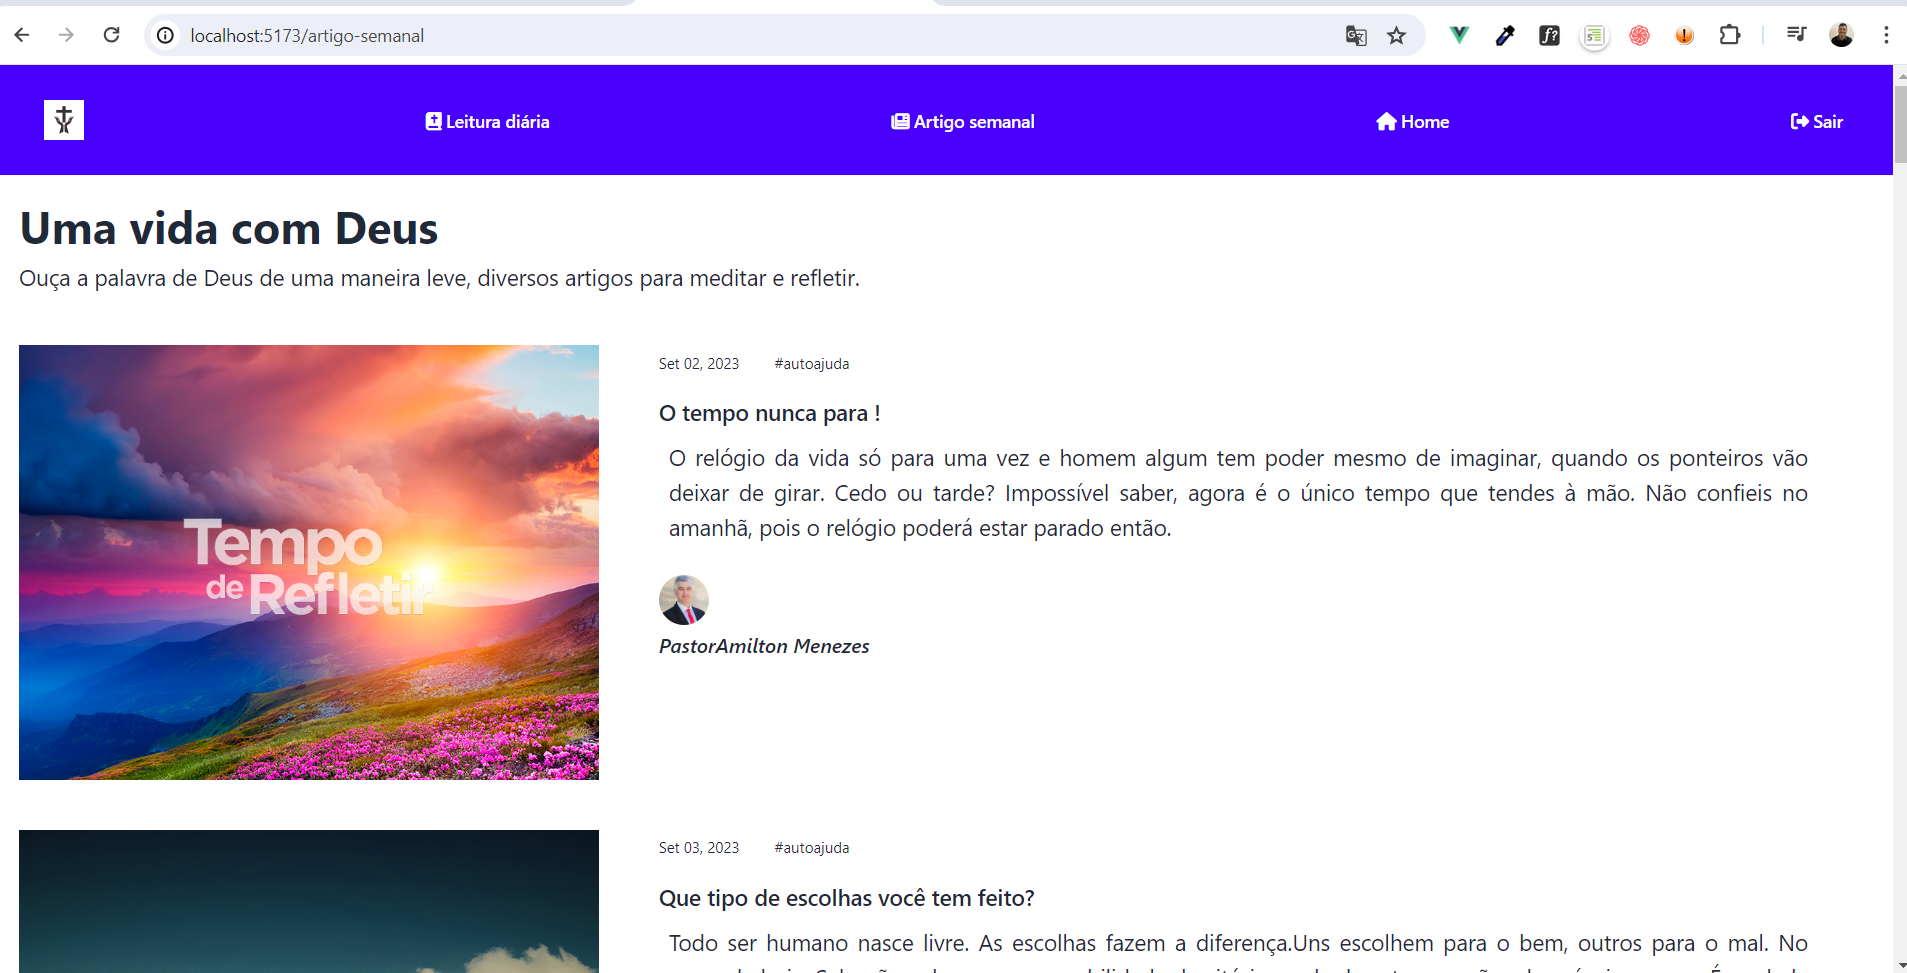 localhost:5173/artigo-semanal
Leitura diária
Artigo semanal
Home
Sair
Uma vida com Deus
Ouça a palavra de Deus de uma maneira leve, diversos artigos para meditar e refletir.
Tempo
de Refletir
Set 02, 2023 #autoajuda
O tempo nunca para !
O relógio da vida só para uma vez e homem algum tem poder mesmo de imaginar, quando os ponteiros vão
deixar de girar. Cedo ou tarde? Impossível saber, agora é o único tempo que tendes à mão. Não confieis no
amanhã, pois o relógio poderá estar parado então.
PastorAmilton Menezes
Set 03, 2023 #autoajuda
Que tipo de escolhas você tem feito?
Todo ser humano nasce livre. As escolhas fazem a diferença.Uns escolhem para o bem, outros para o mal. No